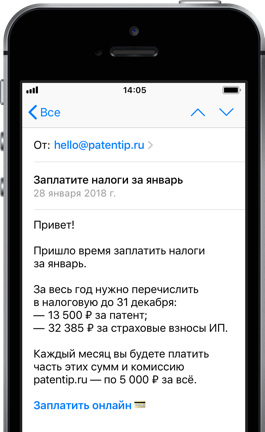 14:05
Все
От: hello@patentip.ru
Заплатите налоги за январь
28 января 2018 г.
Привет!
Пришло время заплатить налоги
за январь.
За весь год нужно перечислить
в налоговую до 31 декабря:
— 13 500 ₽ за патент;
— 32 385 ₽ за страховые взносы ИП.
Каждый месяц вы будете платить
часть этих сумм и комиссию
patentip.ru — по 5 000 ₽ за всё.
Заплатить онлайн 💳